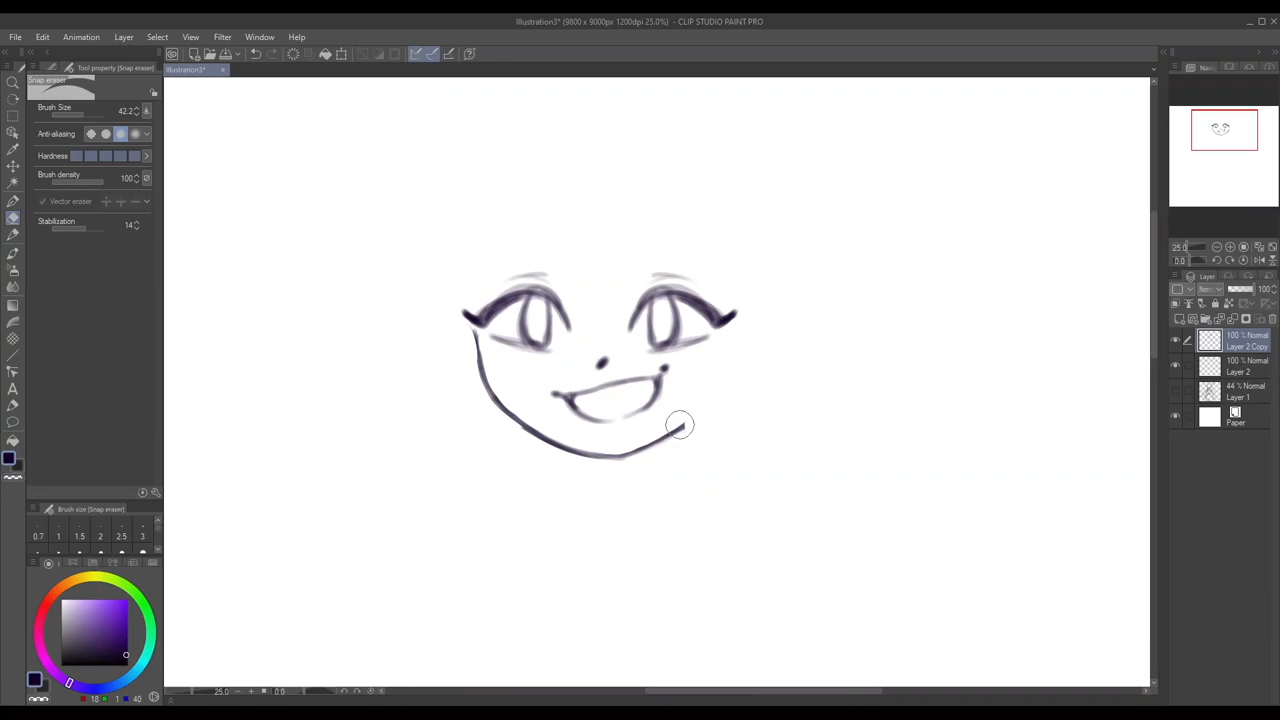 Illustration3* (9800 x 9000px 1200dpi 25.0%) - CLIP STUDIO PAINT PRO
File Edit Animation Layer Select View Filter Window Help
Tool property [Snap eraser]
Illustration3*
Snap eraser
Brush Size 42.2
Anti-aliasing
Hardness
Brush density 100
Vector eraser
Stabilization 14
25.0
0.0
Layer
100
100 % Normal
Layer 2 Copy
100 % Normal
Layer 2
44 % Normal
Layer 1
Paper
Brush size [Snap eraser]
0.7 1 1.5 2 2.5 3
18 1 40
25.0 0.0